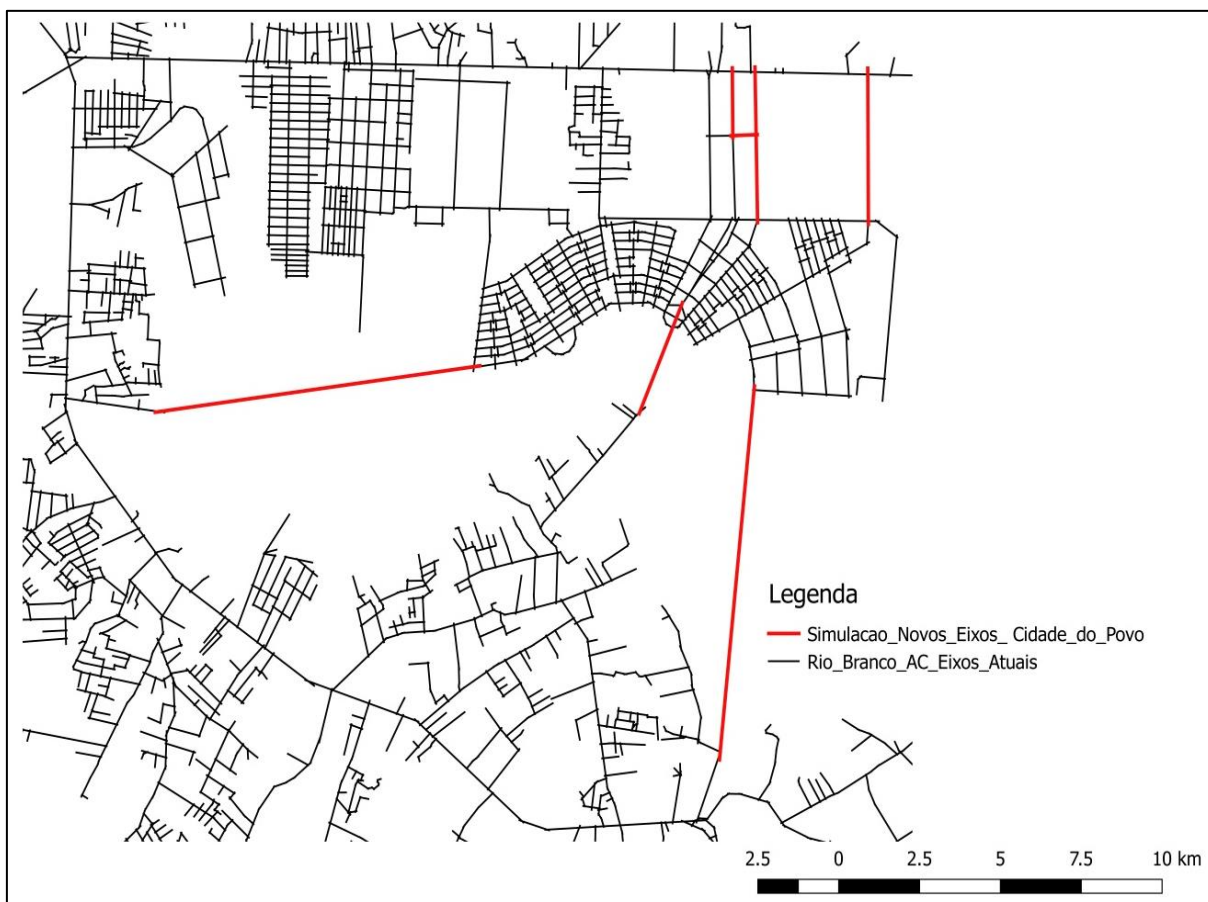 Legenda
Simulacao_Novos_Eixos_ Cidade_do_Povo
Rio_Branco_AC_Eixos_Atuais
2.5 0 2.5 5 7.5 10 km